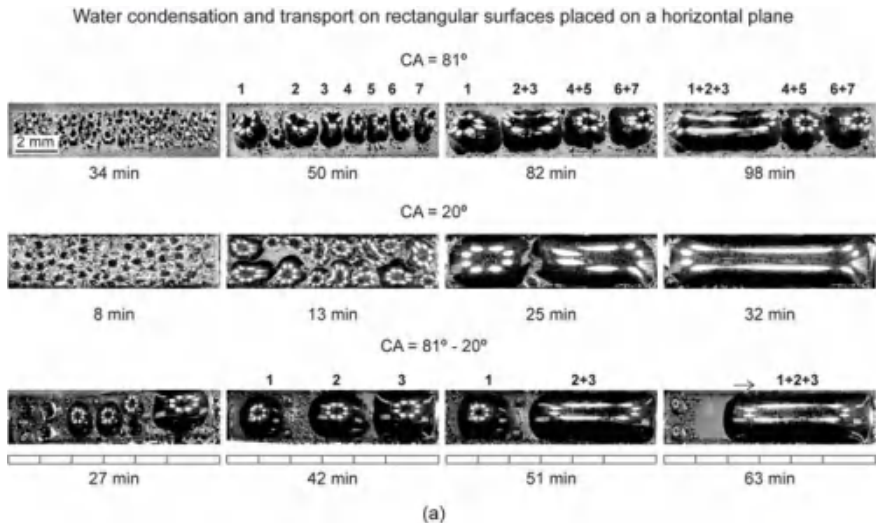 Water condensation and transport on rectangular surfaces placed on a horizontal plane
CA = 81º
1 2 3 4 5 6 7 1 2+3 4+5 6+7 1+2+3 4+5 6+7
2 mm
34 min 50 min 82 min 98 min
CA = 20º
8 min 13 min 25 min 32 min
CA = 81º - 20º
1 2 3 1 2+3 → 1+2+3
27 min 42 min 51 min 63 min
(a)